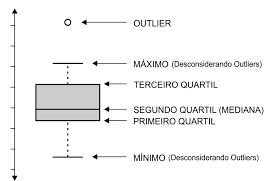 OUTLIER
MÁXIMO (Desconsiderando Outliers)
TERCEIRO QUARTIL
SEGUNDO QUARTIL (MEDIANA)
PRIMEIRO QUARTIL
MÍNIMO (Desconsiderando Outliers)